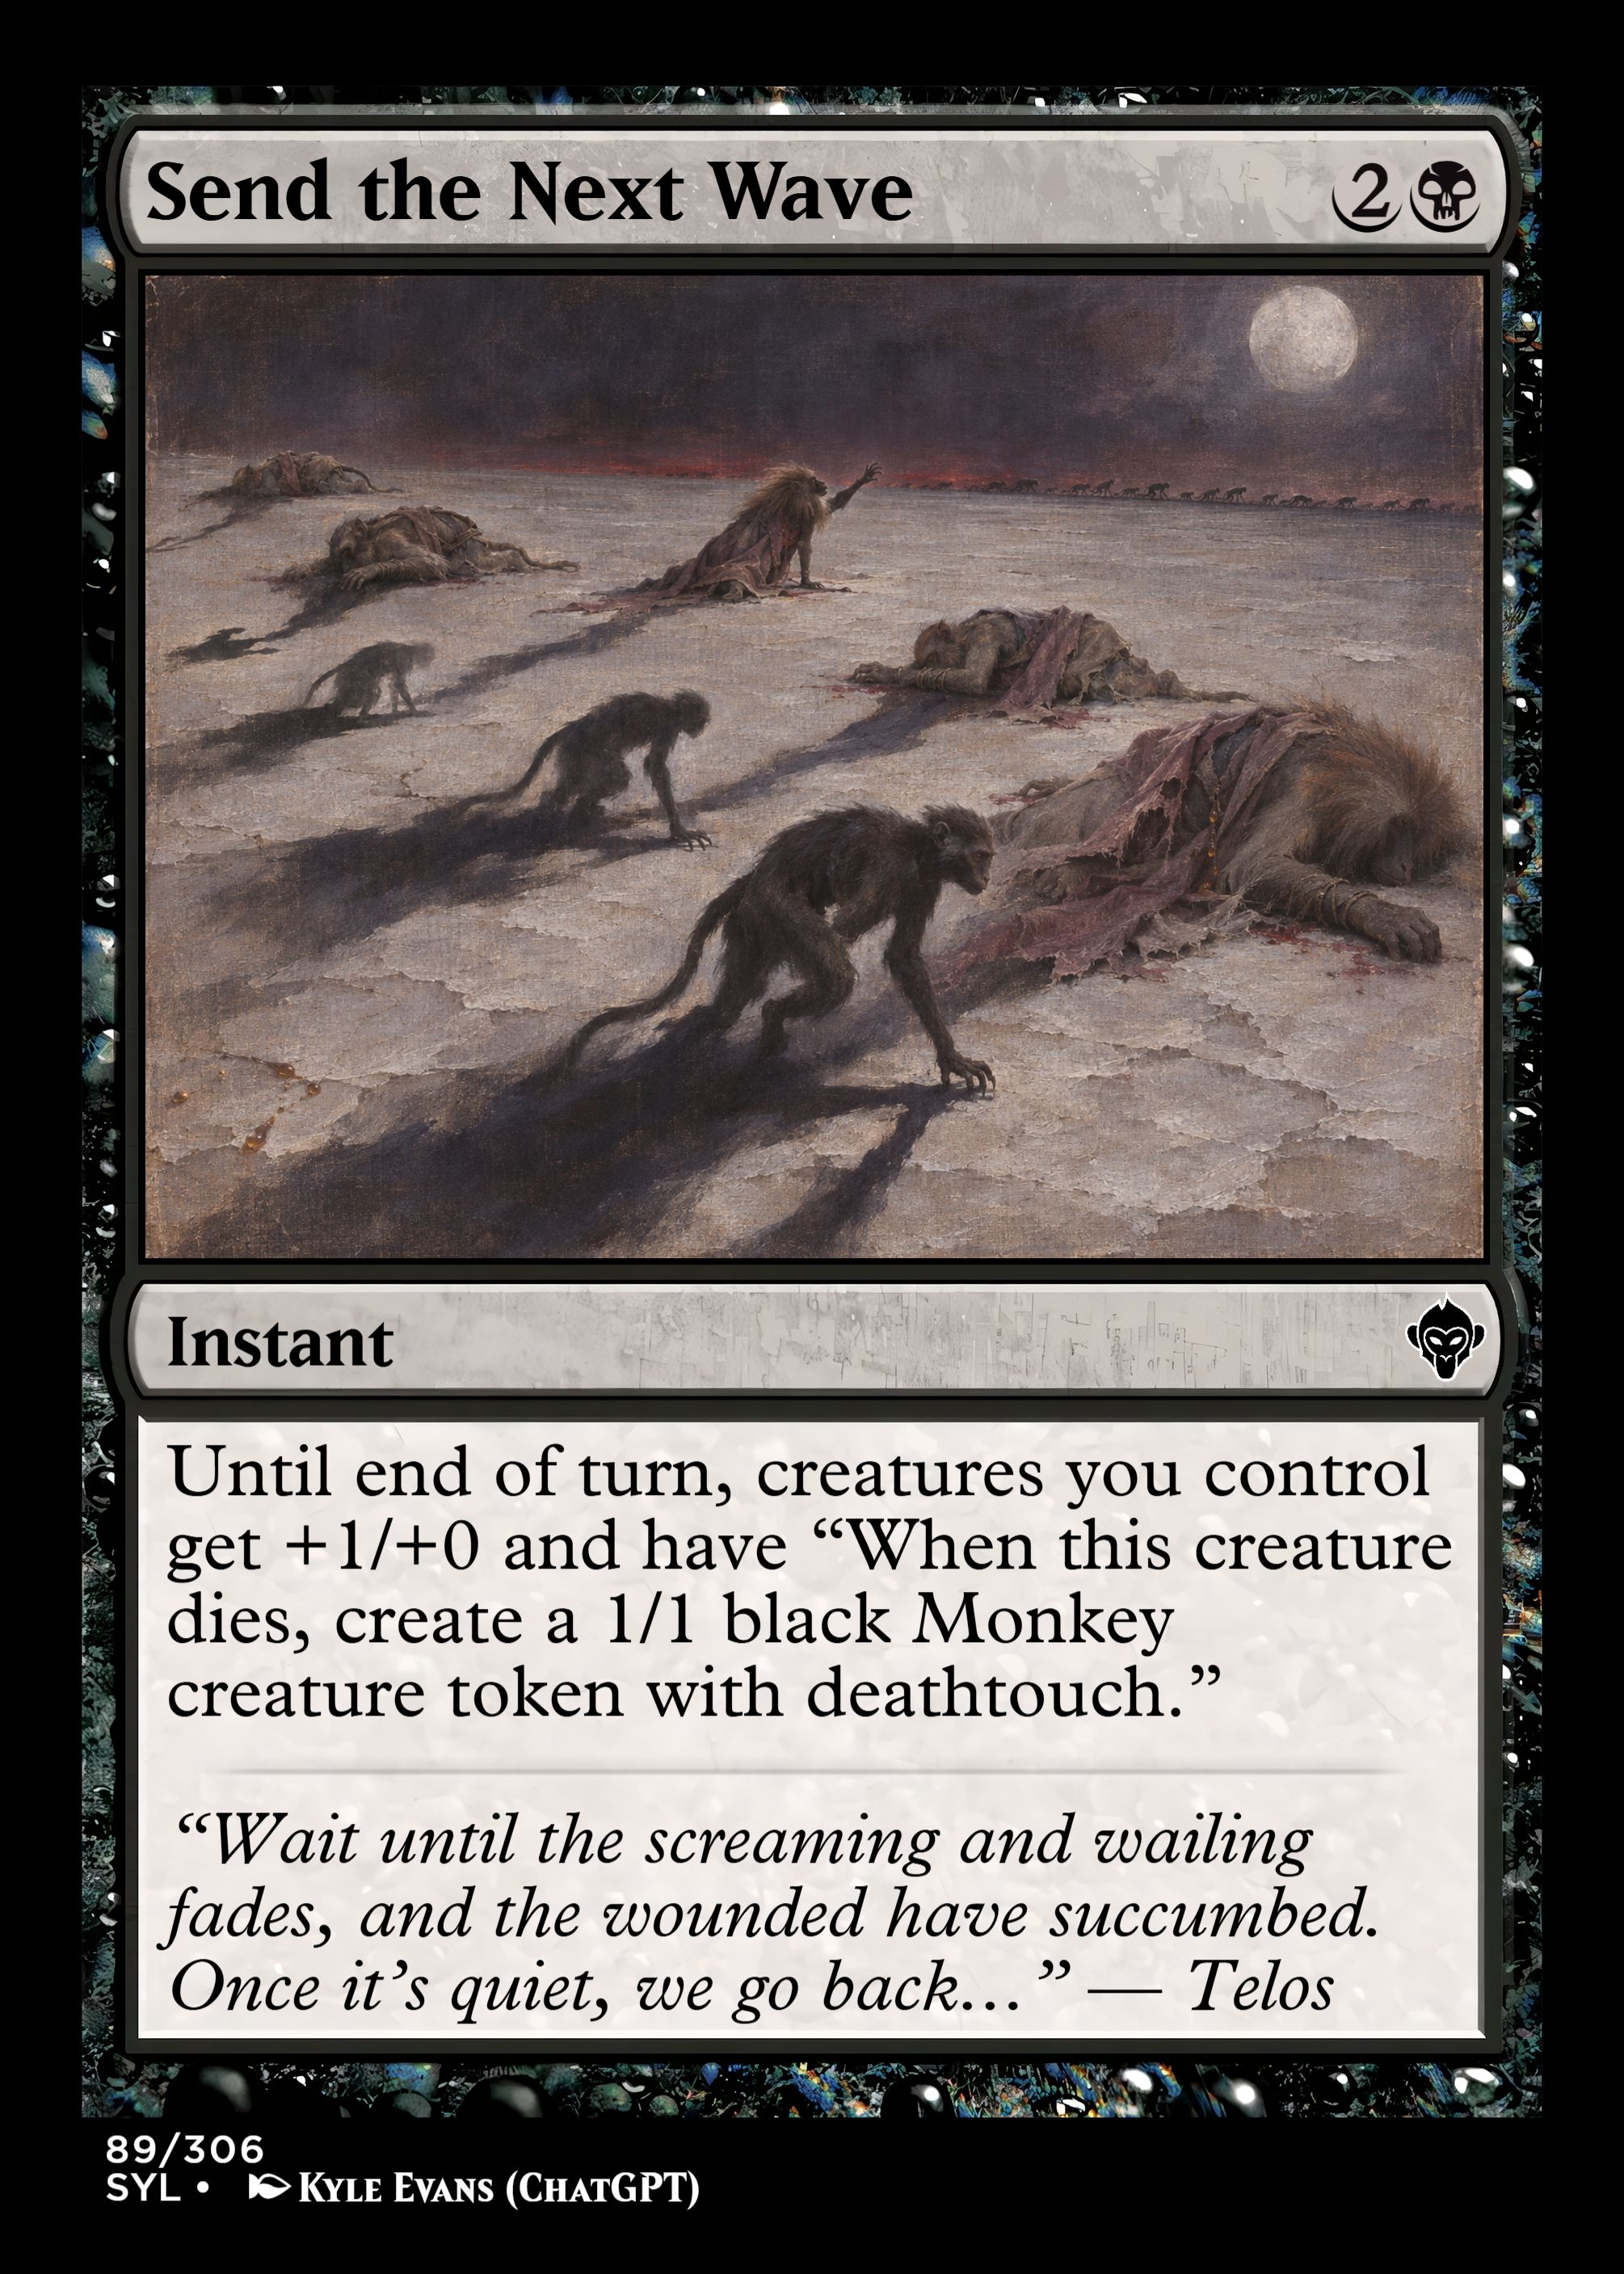 Send the Next Wave 2
Instant
Until end of turn, creatures you control
get +1/+0 and have “When this creature
dies, create a 1/1 black Monkey
creature token with deathtouch.”
“Wait until the screaming and wailing
fades, and the wounded have succumbed.
Once it’s quiet, we go back…” — Telos
89/306
SYL • Kyle Evans (ChatGPT)